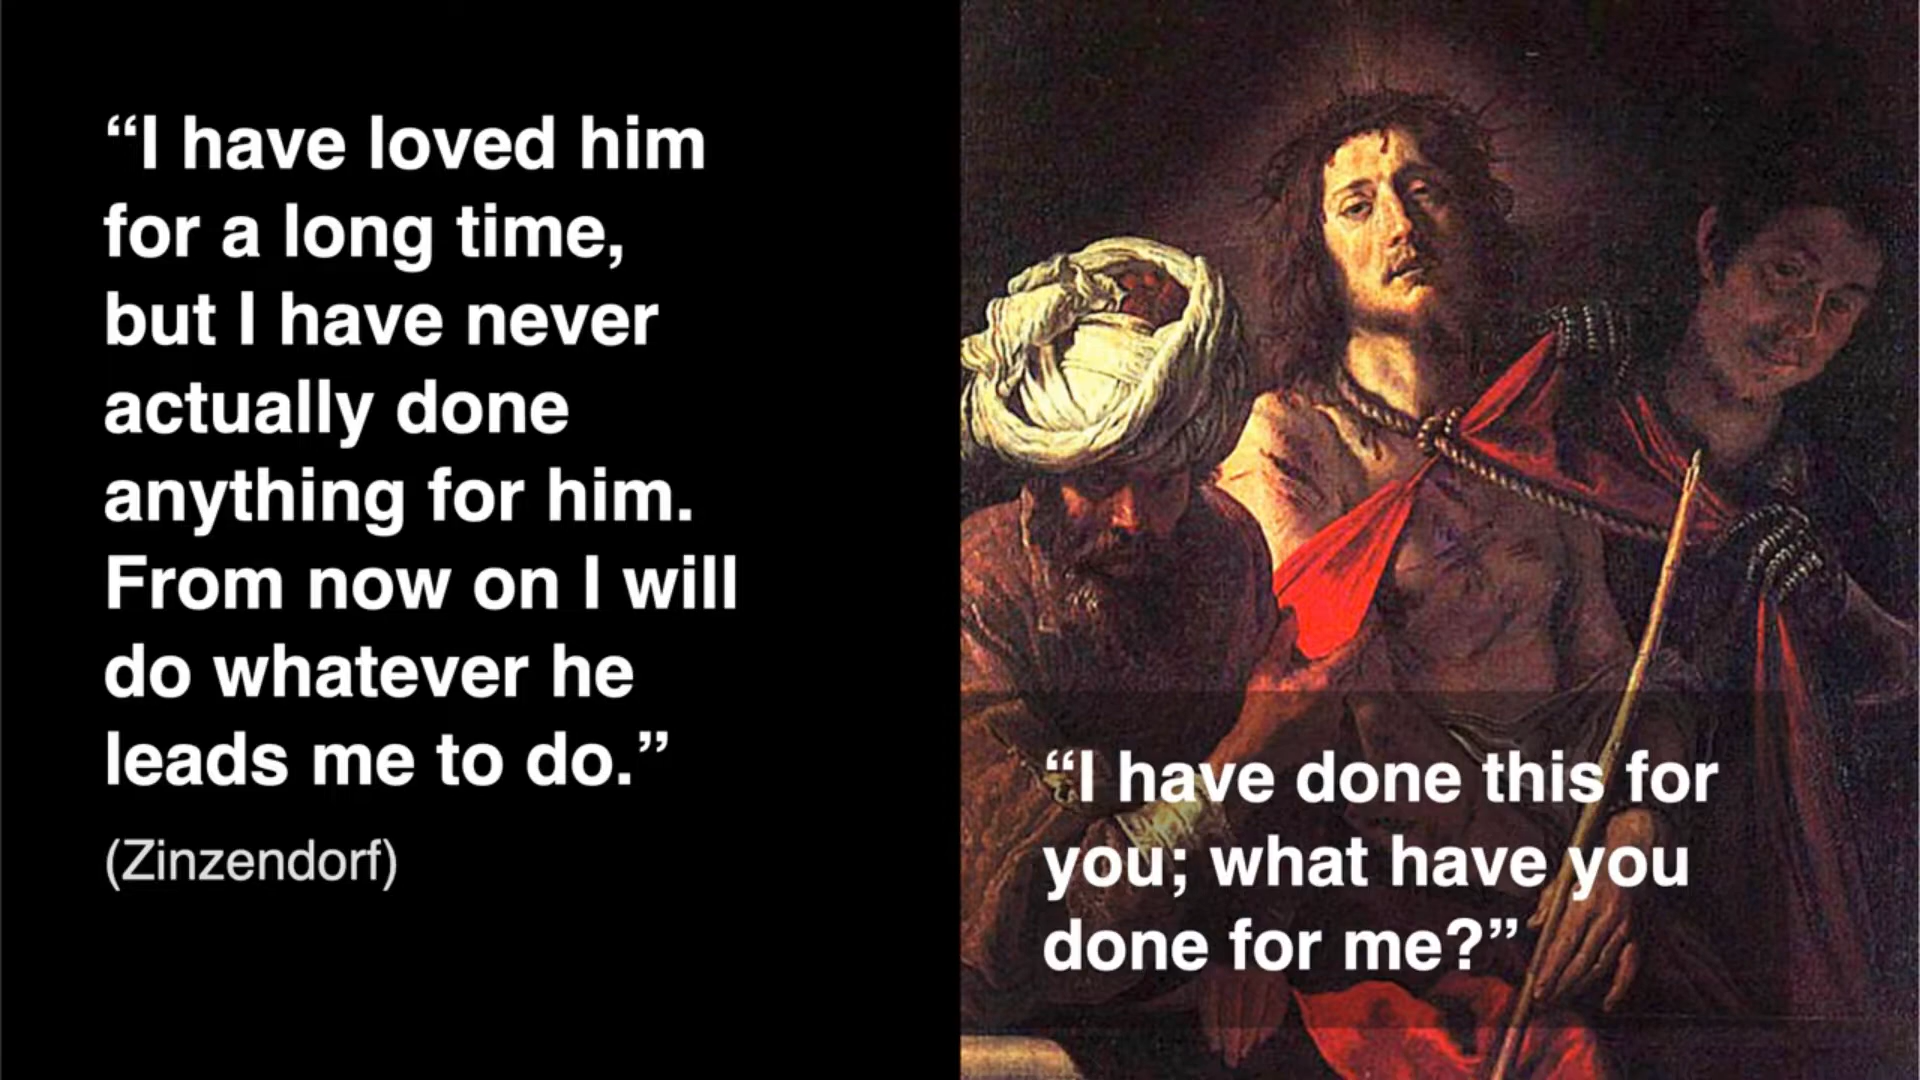 “I have loved him
for a long time,
but I have never
actually done
anything for him.
From now on I will
do whatever he
leads me to do.”
(Zinzendorf)
“I have done this for
you; what have you
done for me?”